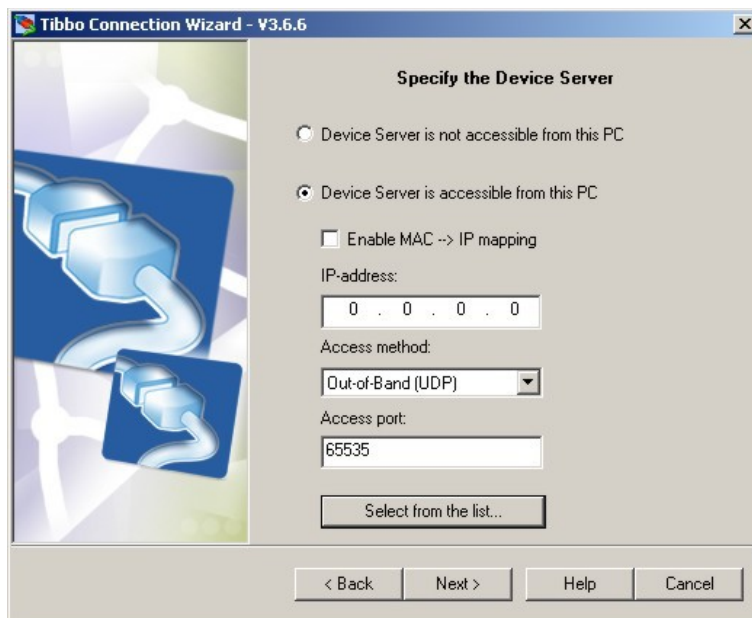 Tibbo Connection Wizard - V3.6.6
Specify the Device Server
Device Server is not accessible from this PC
Device Server is accessible from this PC
Enable MAC --> IP mapping
IP-address:
0 . 0 . 0 . 0
Access method:
Out-of-Band (UDP)
Access port:
65535
Select from the list...
< Back Next > Help Cancel